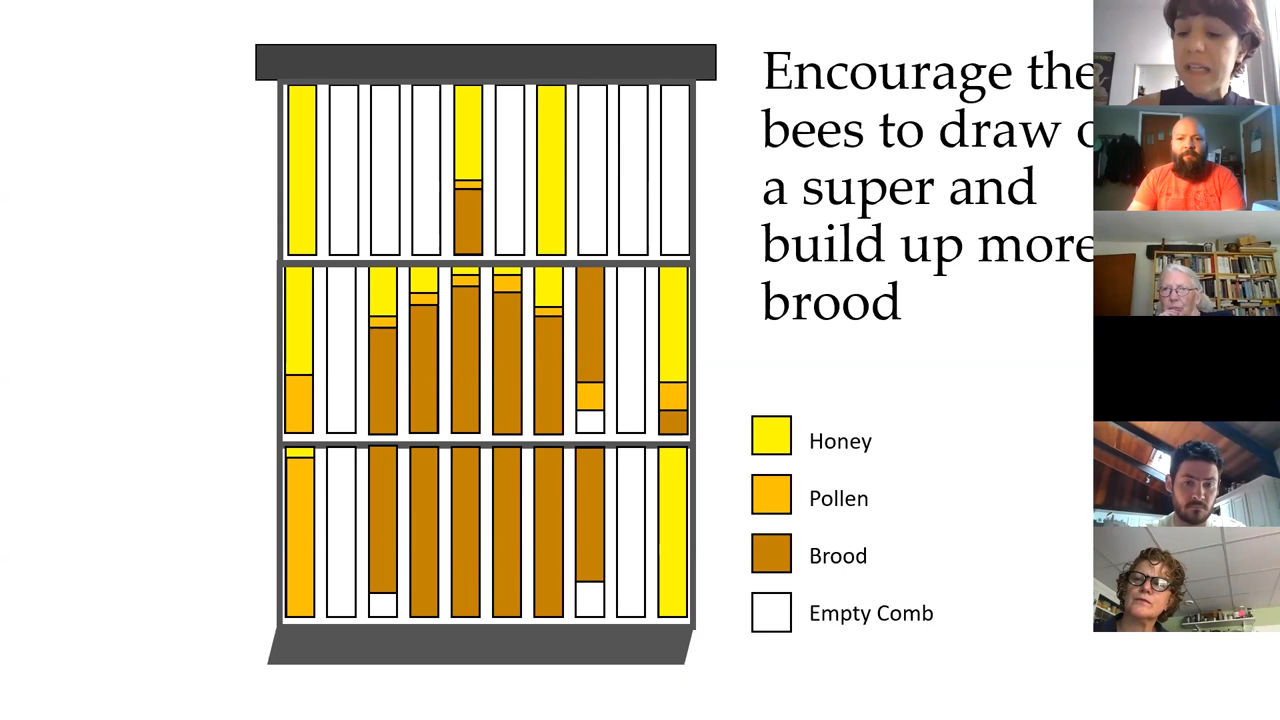 Encourage the
bees to draw
a super and
build up more
brood
Honey
Pollen
Brood
Empty Comb